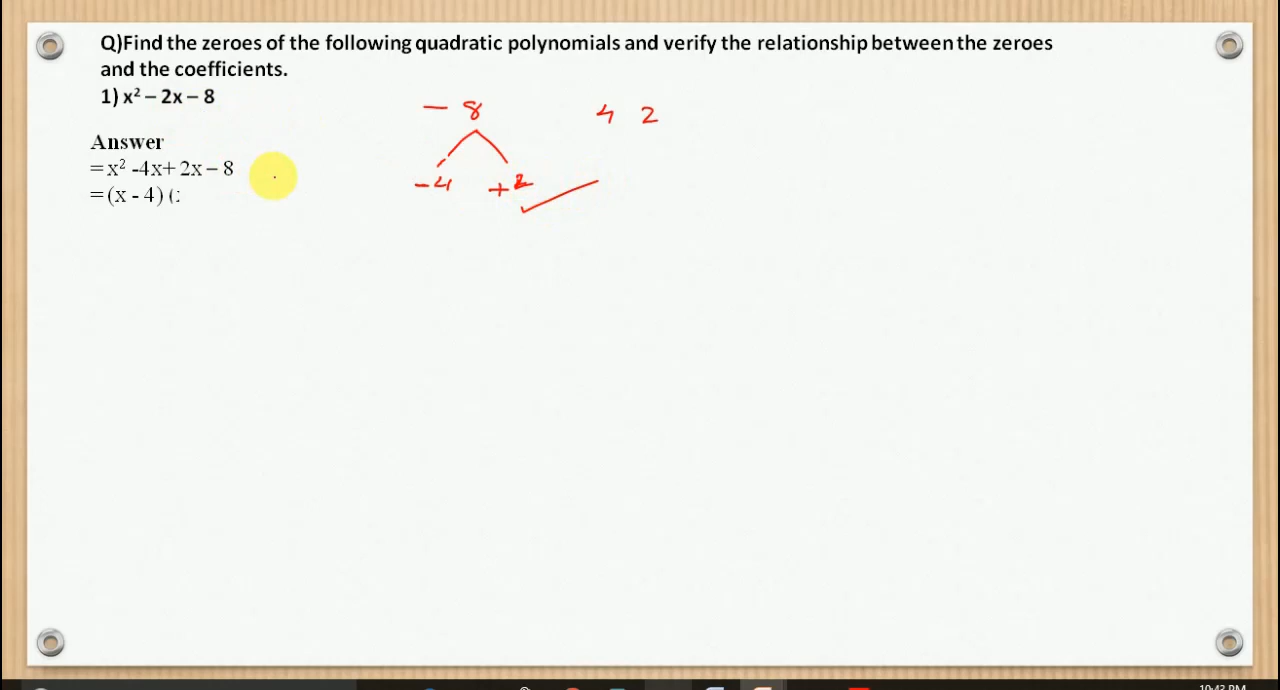 Q)Find the zeroes of the following quadratic polynomials and verify the relationship between the zeroes
and the coefficients.
1) x² – 2x – 8
– 8
4 2
Answer
= x² -4x+ 2x – 8
-4 +2
= (x - 4) (